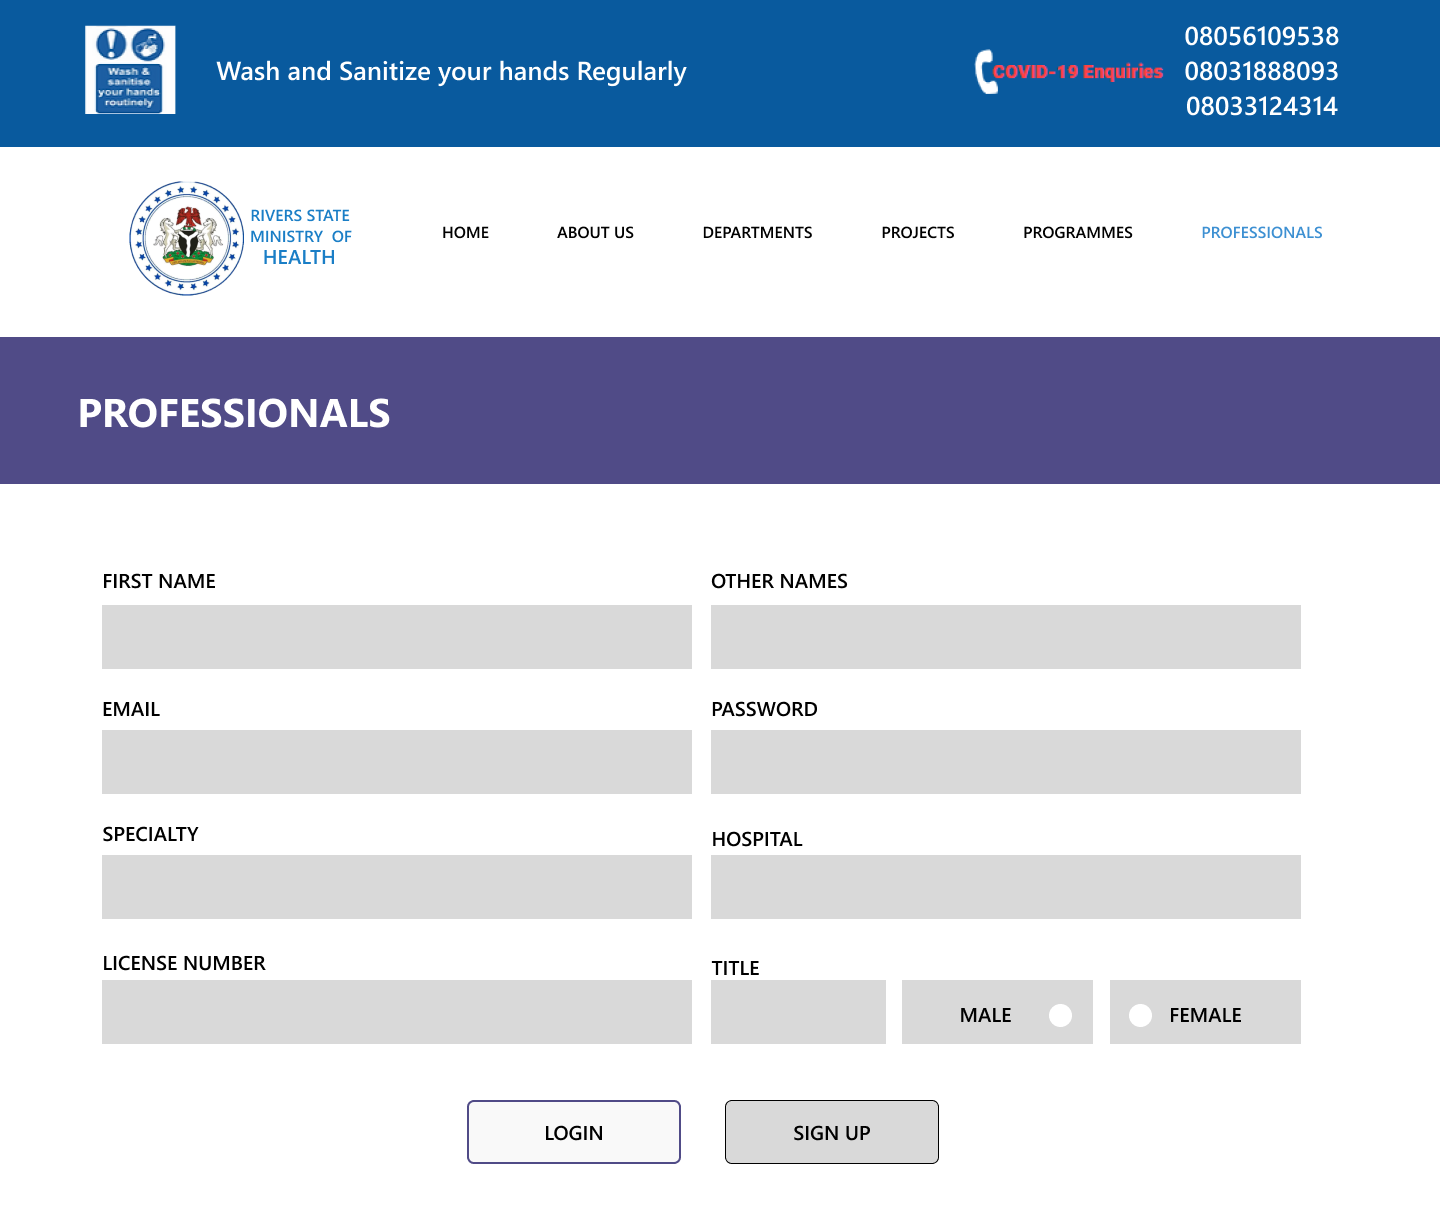 Wash &
sanitise
your hands
routinely
Wash and Sanitize your hands Regularly
COVID-19 Enquiries
08056109538
08031888093
08033124314
RIVERS STATE
MINISTRY OF
HEALTH
HOME
ABOUT US
DEPARTMENTS
PROJECTS
PROGRAMMES
PROFESSIONALS
PROFESSIONALS
FIRST NAME
OTHER NAMES
EMAIL
PASSWORD
SPECIALTY
HOSPITAL
LICENSE NUMBER
TITLE
MALE
FEMALE
LOGIN
SIGN UP